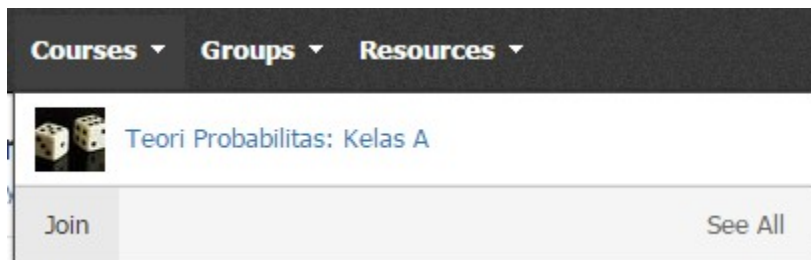 Courses Groups Resources
Teori Probabilitas: Kelas A
Join See All